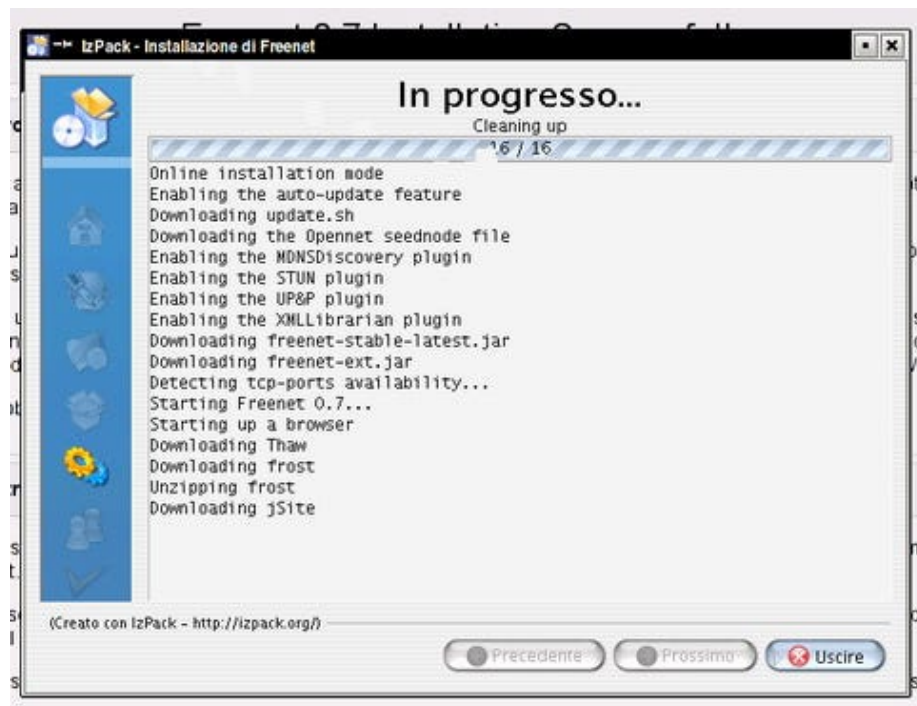 IzPack - Installazione di Freenet
In progresso...
Cleaning up
16 / 16
Online installation mode
Enabling the auto-update feature
Downloading update.sh
Downloading the Opennet seednode file
Enabling the MDNSDiscovery plugin
Enabling the STUN plugin
Enabling the UP&P plugin
Enabling the XMLLibrarian plugin
Downloading freenet-stable-latest.jar
Downloading freenet-ext.jar
Detecting tcp-ports availability...
Starting Freenet 0.7...
Starting up a browser
Downloading Thaw
Downloading frost
Unzipping frost
Downloading jSite
(Creato con IzPack - http://izpack.org/)
Precedente
Prossimo
Uscire